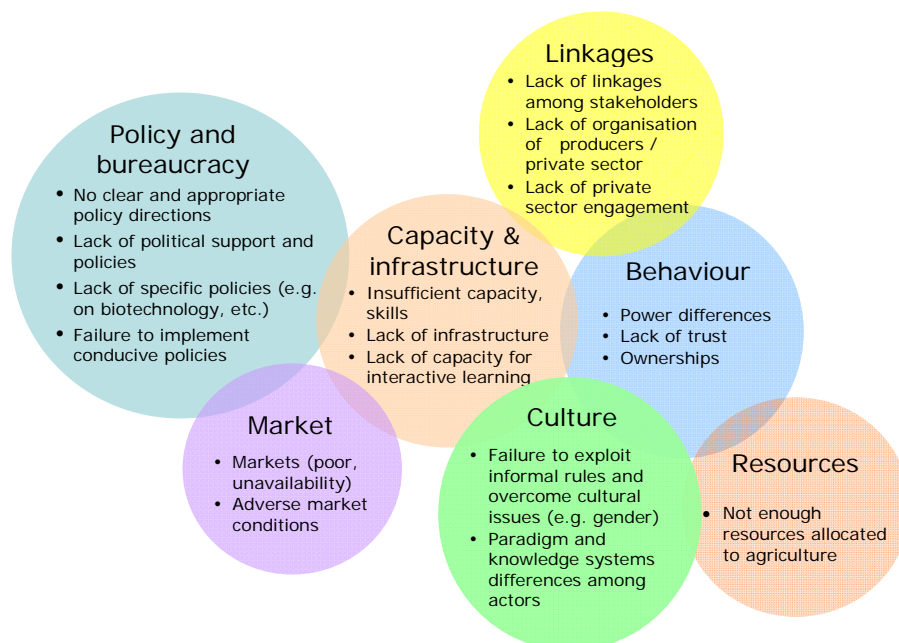 Linkages
• Lack of linkages
among stakeholders
• Lack of organisation
of producers /
private sector
• Lack of private
sector engagement
Policy and
bureaucracy
• No clear and appropriate
policy directions
• Lack of political support and
policies
• Lack of specific policies (e.g.
on biotechnology, etc.)
• Failure to implement
conducive policies
Capacity &
infrastructure
• Insufficient capacity,
skills
• Lack of infrastructure
• Lack of capacity for
interactive learning
Behaviour
• Power differences
• Lack of trust
• Ownerships
Market
• Markets (poor,
unavailability)
• Adverse market
conditions
Culture
• Failure to exploit
informal rules and
overcome cultural
issues (e.g. gender)
• Paradigm and
knowledge systems
differences among
actors
Resources
• Not enough
resources allocated
to agriculture